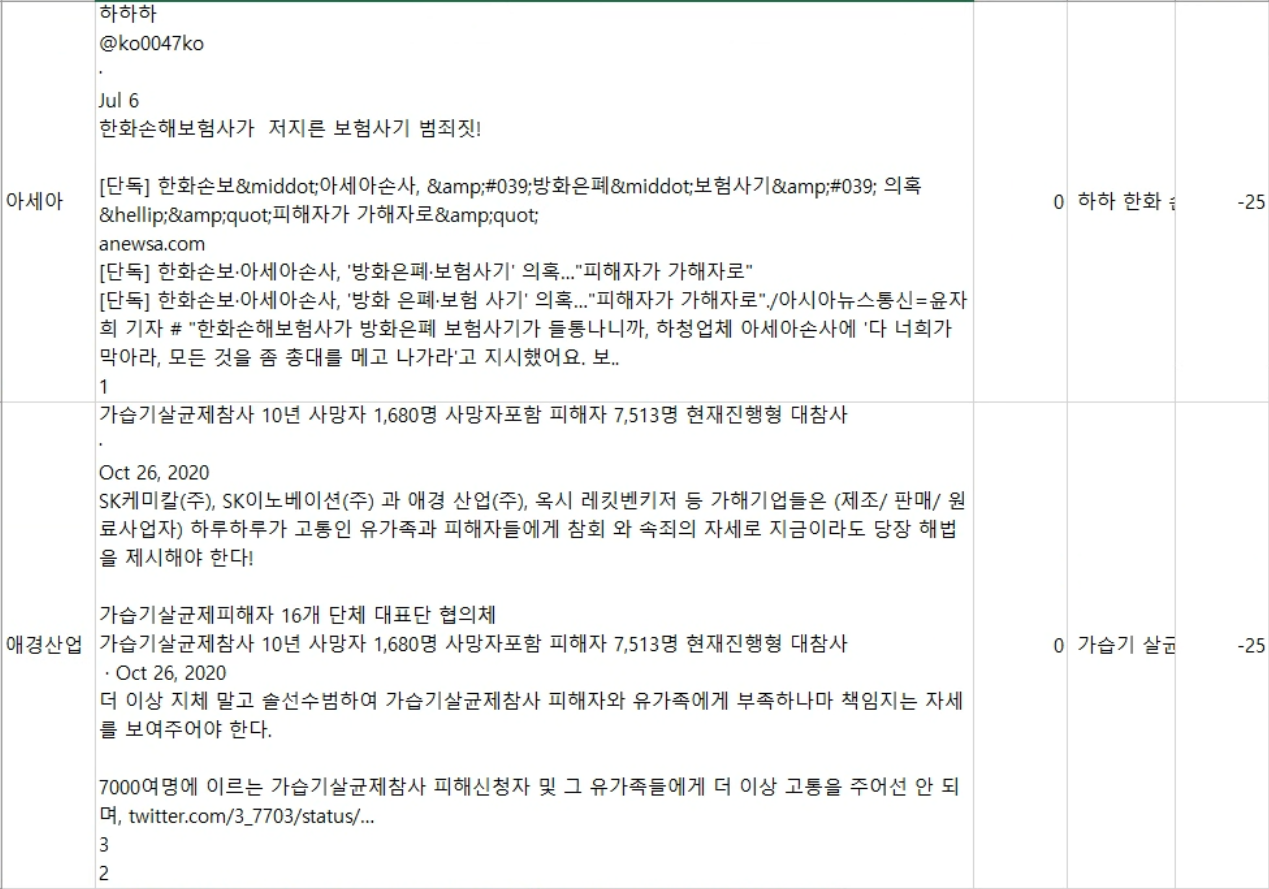 하하하
@ko0047ko
·
Jul 6
한화손해보험사가  저지른 보험사기 범죄짓!
아세아
[단독] 한화손보&middot;아세아손사, &amp;#039;방화은폐&middot;보험사기&amp;#039; 의혹
&hellip;&amp;quot;피해자가 가해자로&amp;quot;
0
하하 한화
-25
anewsa.com
[단독] 한화손보·아세아손사, '방화은폐·보험사기' 의혹..."피해자가 가해자로"
[단독] 한화손보·아세아손사, '방화 은폐·보험 사기' 의혹..."피해자가 가해자로"./아시아뉴스통신=윤자
희 기자 # "한화손해보험사가 방화은폐 보험사기가 들통나니까, 하청업체 아세아손사에 '다 너희가
막아라, 모든 것을 좀 총대를 메고 나가라'고 지시했어요. 보..
1
가습기살균제참사 10년 사망자 1,680명 사망자포함 피해자 7,513명 현재진행형 대참사
·
Oct 26, 2020
SK케미칼(주), SK이노베이션(주) 과 애경 산업(주), 옥시 레킷벤키저 등 가해기업들은 (제조/ 판매/ 원
료사업자) 하루하루가 고통인 유가족과 피해자들에게 참회 와 속죄의 자세로 지금이라도 당장 해법
을 제시해야 한다!
가습기살균제피해자 16개 단체 대표단 협의체
애경산업
가습기살균제참사 10년 사망자 1,680명 사망자포함 피해자 7,513명 현재진행형 대참사
0
가습기 살균
-25
· Oct 26, 2020
더 이상 지체 말고 솔선수범하여 가습기살균제참사 피해자와 유가족에게 부족하나마 책임지는 자세
를 보여주어야 한다.
7000여명에 이르는 가습기살균제참사 피해신청자 및 그 유가족들에게 더 이상 고통을 주어선 안 되
며, twitter.com/3_7703/status/...
3
2